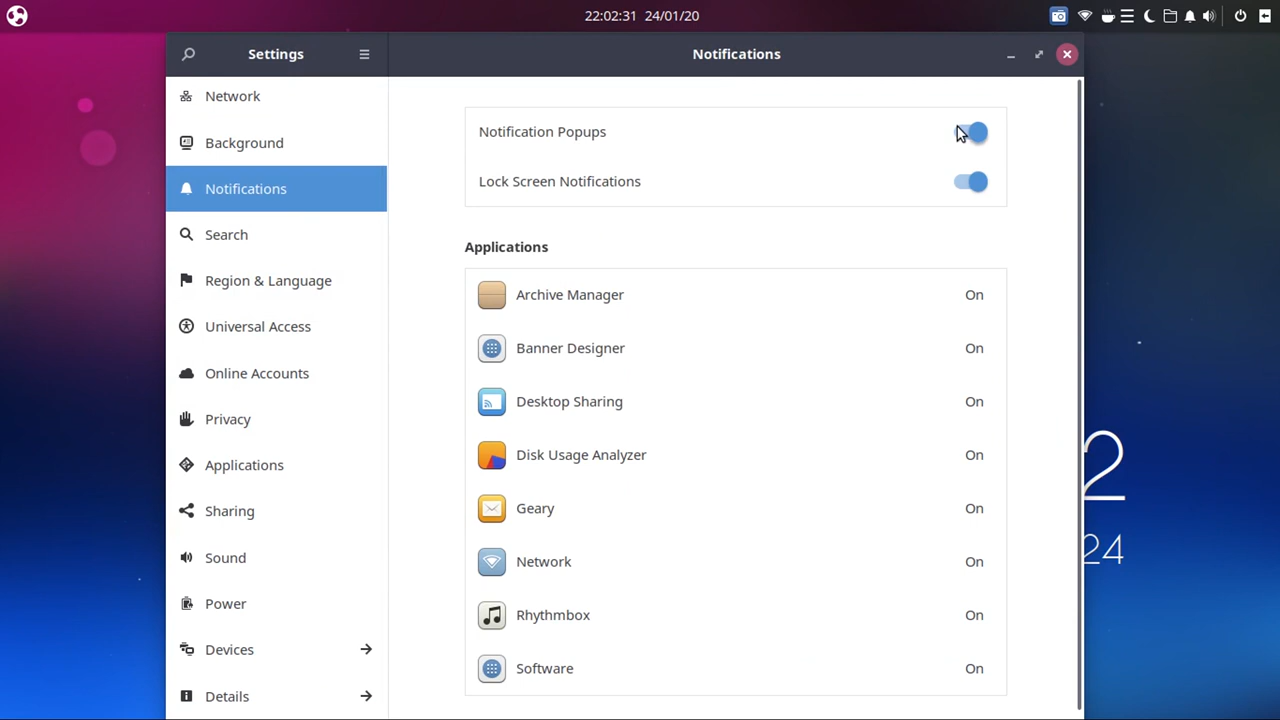 22:02:31 24/01/20
Settings
Notifications
Network
Background
Notifications
Search
Region & Language
Universal Access
Online Accounts
Privacy
Applications
Sharing
Sound
Power
Devices
Details
Notification Popups
Lock Screen Notifications
Applications
Archive Manager On
Banner Designer On
Desktop Sharing On
Disk Usage Analyzer On
Geary On
Network On
Rhythmbox On
Software On
2
24